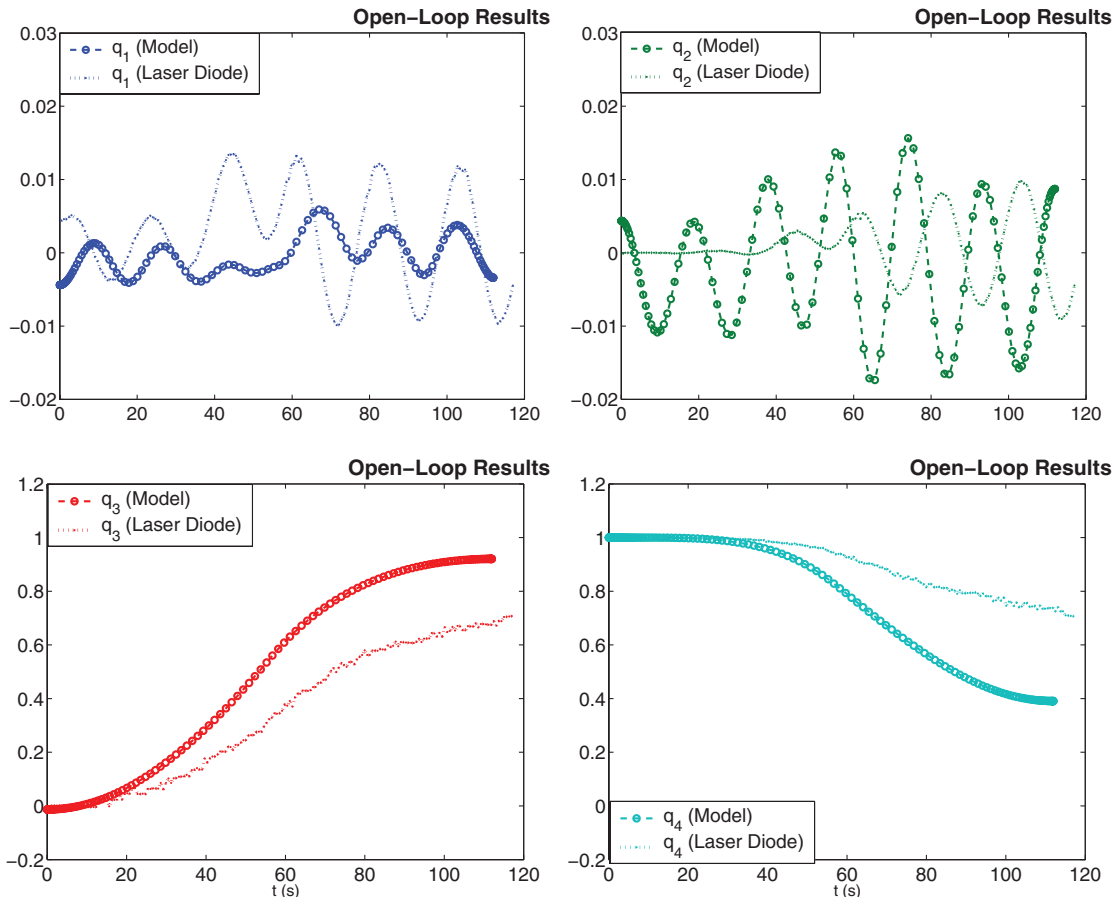 Open−Loop Results
0.03
0.02
0.01
0
−0.01
−0.02
0 20 40 60 80 100 120
q1 (Model)
q1 (Laser Diode)
Open−Loop Results
0.03
0.02
0.01
0
−0.01
−0.02
0 20 40 60 80 100 120
q2 (Model)
q2 (Laser Diode)
Open−Loop Results
1.2
1
0.8
0.6
0.4
0.2
0
−0.2
0 20 40 60 80 100 120
t (s)
q3 (Model)
q3 (Laser Diode)
Open−Loop Results
1.2
1
0.8
0.6
0.4
0.2
0
−0.2
0 20 40 60 80 100 120
t (s)
q4 (Model)
q4 (Laser Diode)